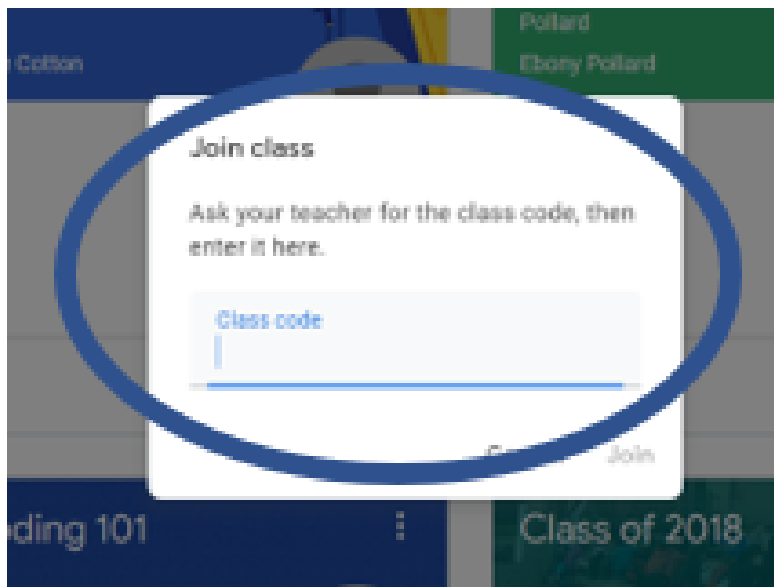 Pollard
Cotton
Ebony Pollard
Join class
Ask your teacher for the class code, then
enter it here.
Class code
Join
ding 101
Class of 2018